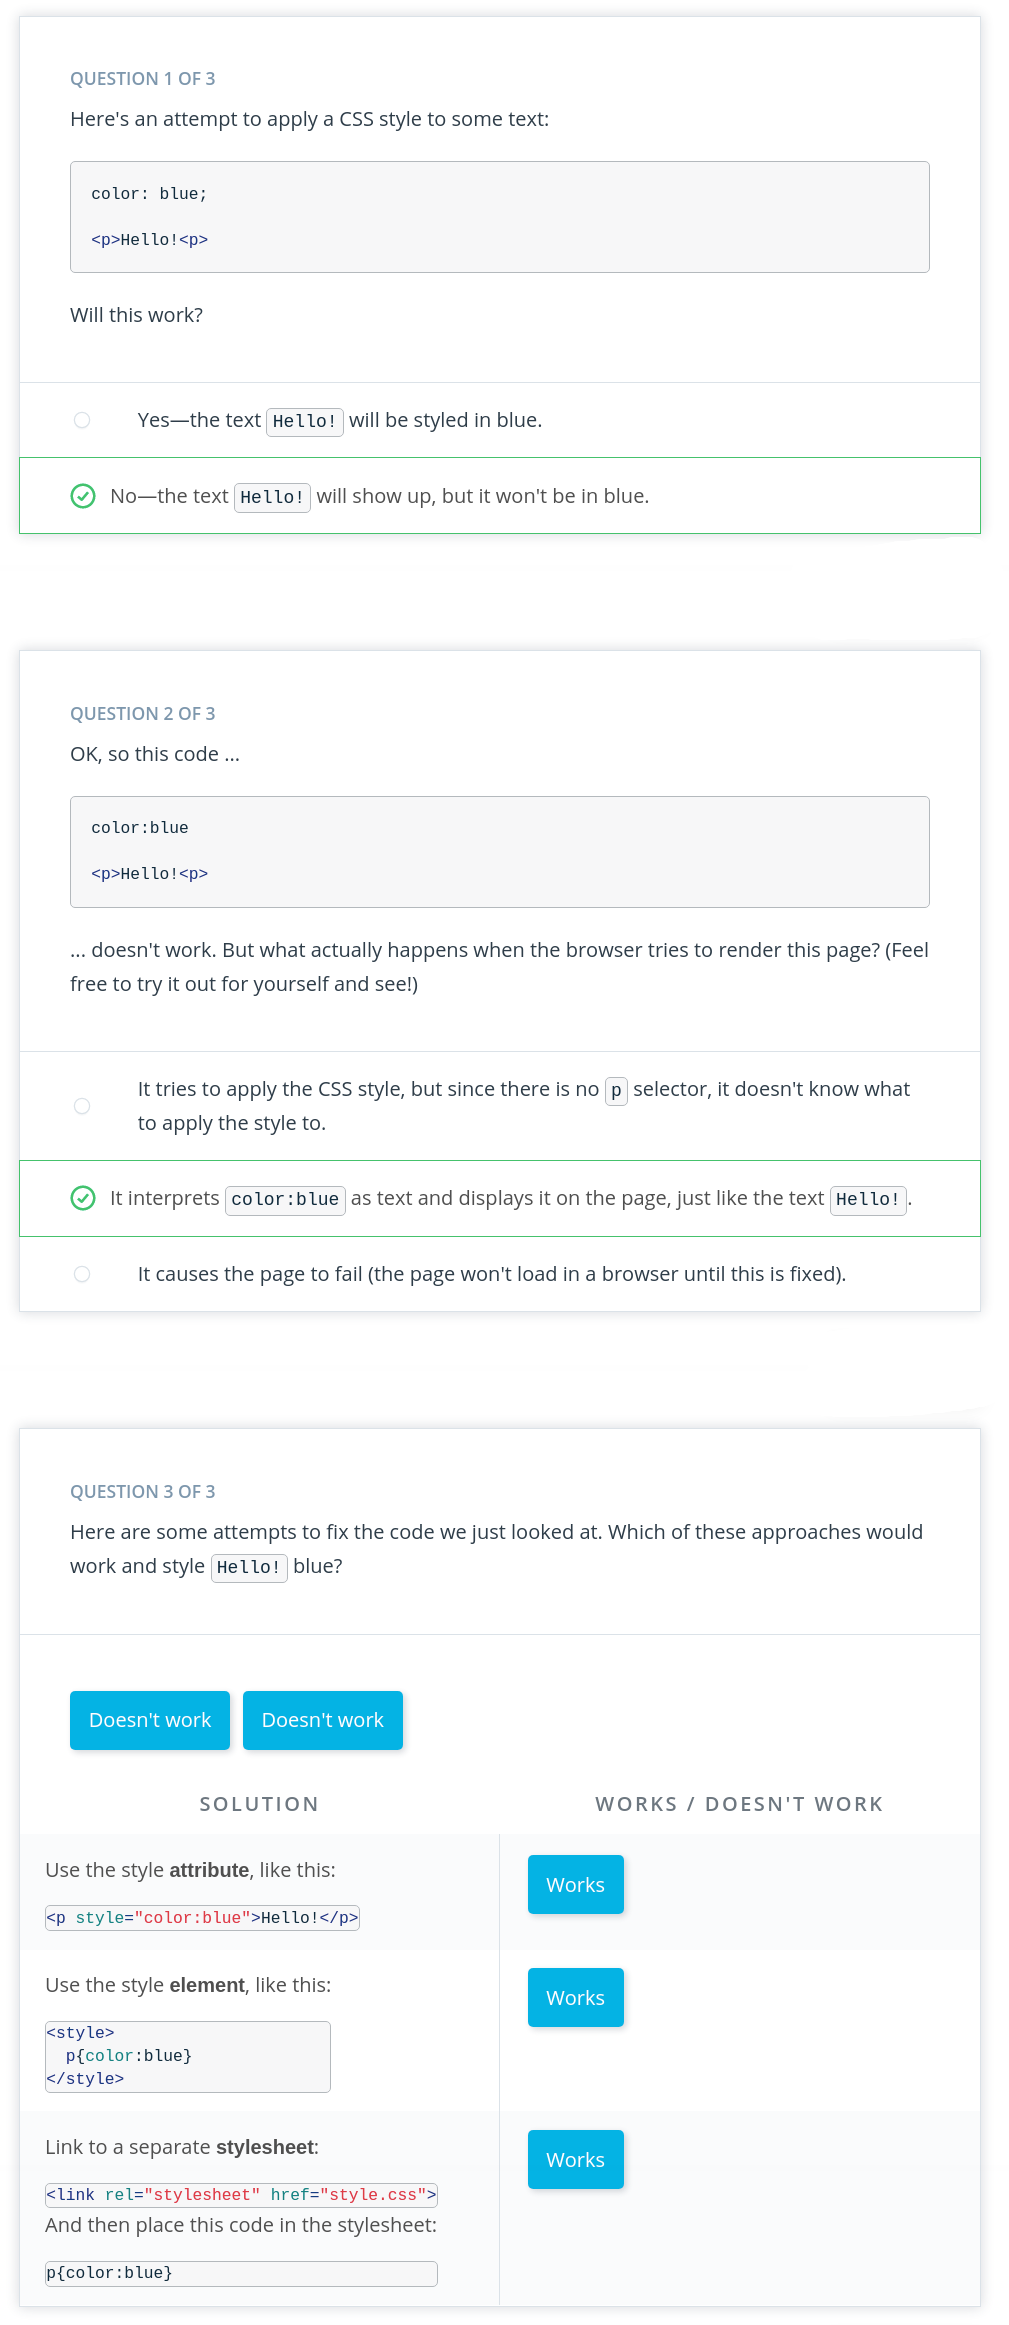 QUESTION 1 OF 3
Here's an attempt to apply a CSS style to some text:
color: blue;
<p>Hello!<p>
Will this work?
Yes—the text Hello! will be styled in blue.
No—the text Hello! will show up, but it won't be in blue.
QUESTION 2 OF 3
OK, so this code ...
color:blue
<p>Hello!<p>
... doesn't work. But what actually happens when the browser tries to render this page? (Feel
free to try it out for yourself and see!)
It tries to apply the CSS style, but since there is no p selector, it doesn't know what
to apply the style to.
It interprets color:blue as text and displays it on the page, just like the text Hello!.
It causes the page to fail (the page won't load in a browser until this is fixed).
QUESTION 3 OF 3
Here are some attempts to fix the code we just looked at. Which of these approaches would
work and style Hello! blue?
Doesn't work Doesn't work
SOLUTION WORKS / DOESN'T WORK
Use the style attribute, like this:
Works
<p style="color:blue">Hello!</p>
Use the style element, like this:
Works
<style>
  p{color:blue}
</style>
Link to a separate stylesheet:
Works
<link rel="stylesheet" href="style.css">
And then place this code in the stylesheet:
p{color:blue}